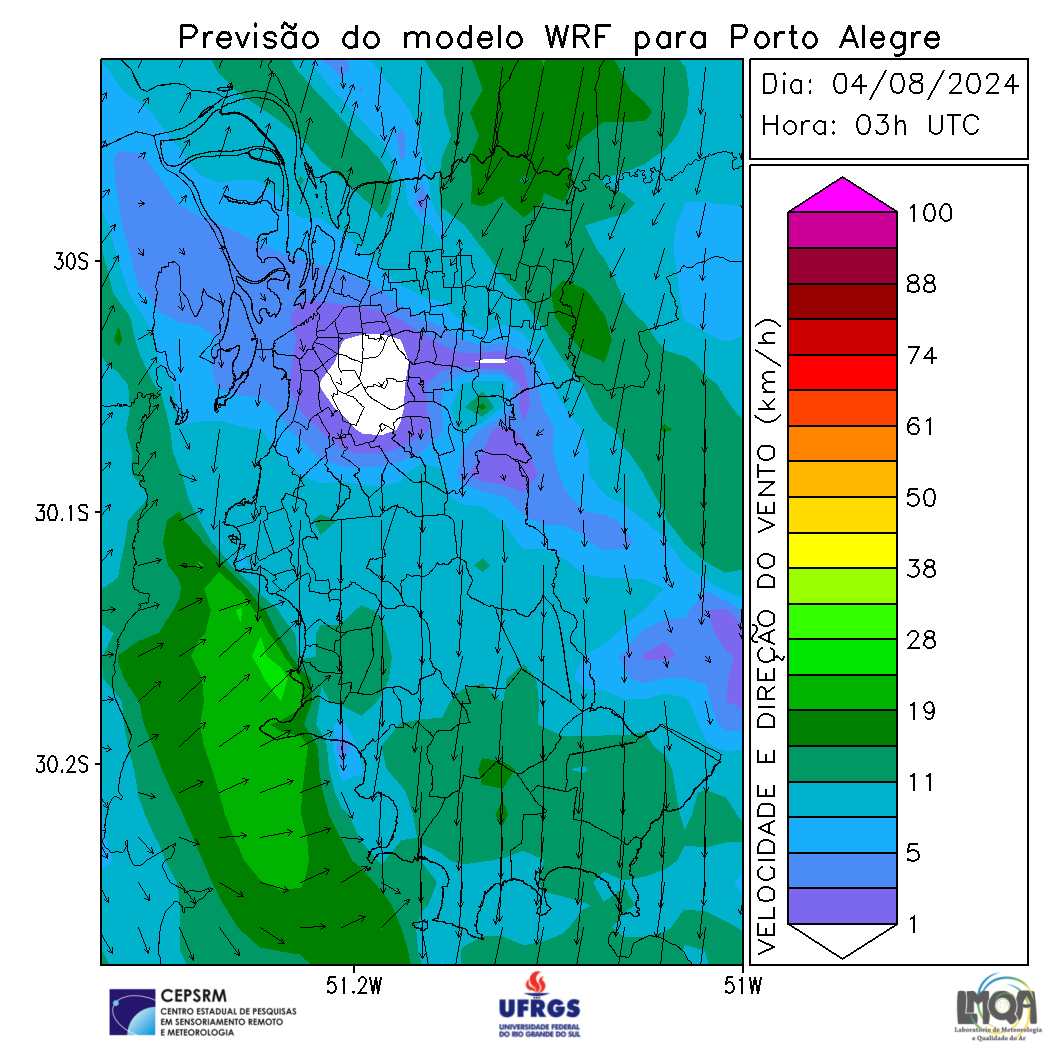 Previsão do modelo WRF para Porto Alegre
Dia: 04/08/2024
Hora: 03h UTC
30S
30.1S
30.2S
51.2W
51W
VELOCIDADE E DIREÇÃO DO VENTO (km/h)
100
88
74
61
50
38
28
19
11
5
1
CEPSRM
CENTRO ESTADUAL DE PESQUISAS
EM SENSORIAMENTO REMOTO
E METEOROLOGIA
UFRGS
UNIVERSIDADE FEDERAL
DO RIO GRANDE DO SUL
LMQA
Laboratório de Meteorologia
e Qualidade do Ar